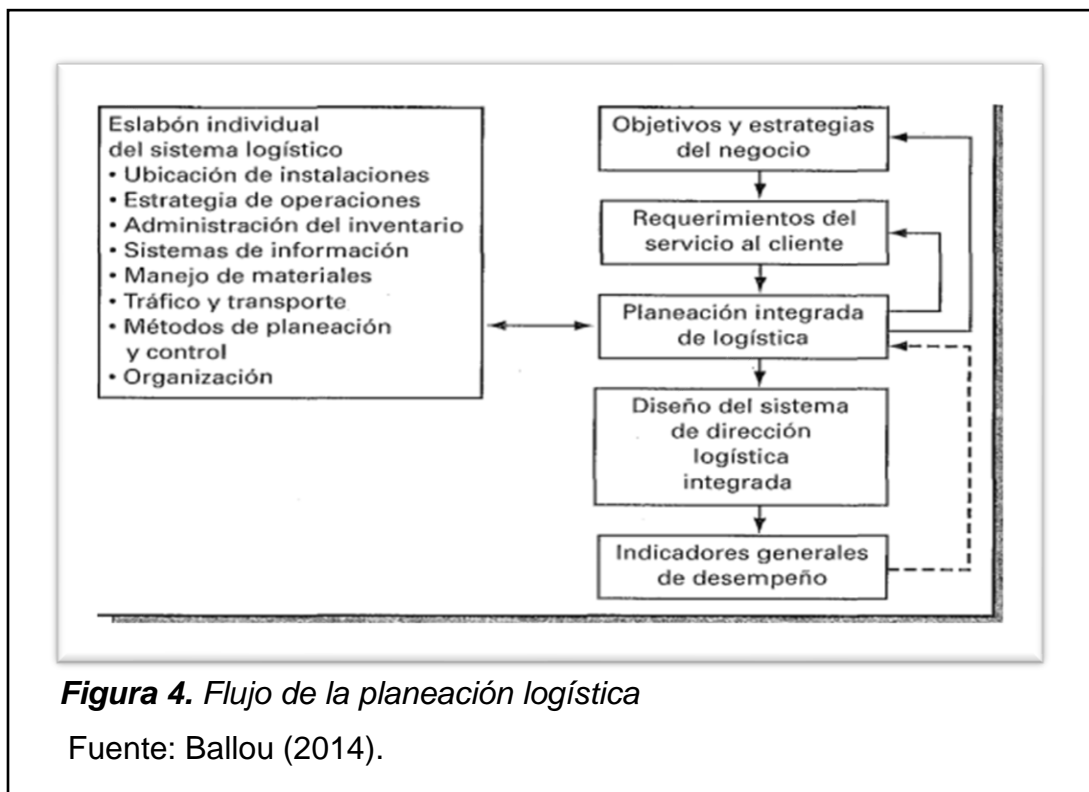 Eslabón individual
del sistema logístico
• Ubicación de instalaciones
• Estrategia de operaciones
• Administración del inventario
• Sistemas de información
• Manejo de materiales
• Tráfico y transporte
• Métodos de planeación
y control
• Organización
Objetivos y estrategias
del negocio
Requerimientos del
servicio al cliente
Planeación integrada
de logística
Diseño del sistema
de dirección
logística
integrada
Indicadores generales
de desempeño
Figura 4. Flujo de la planeación logística
Fuente: Ballou (2014).